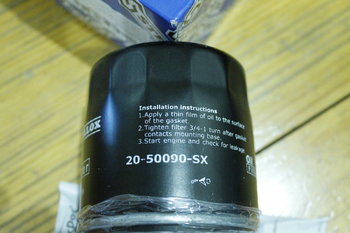 Installation instructions
1.Apply a thin film of oil to the surface
of the gasket.
2.Tighten filter 3/4-1 turn after gasket
contacts mounting base.
3.Start engine and check for leakage.
20-50090-SX